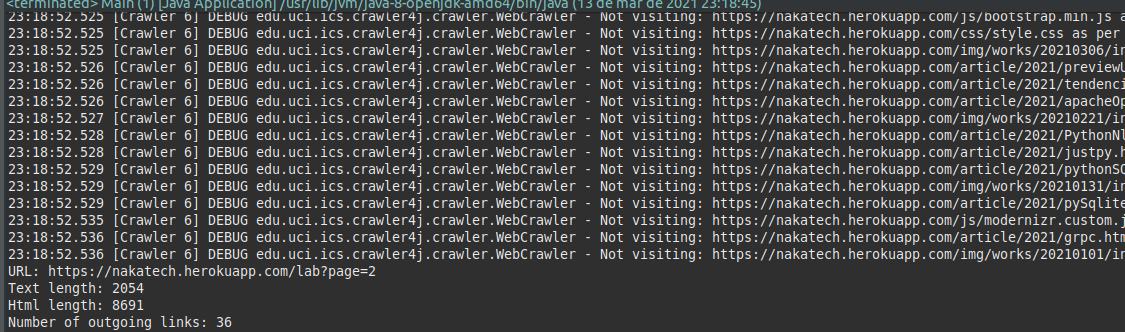 <terminated> Main (1) [Java Application] /usr/lib/jvm/java-8-openjdk-amd64/bin/java (13 de mar de 2021 23:18:45)
23:18:52.525 [Crawler 6] DEBUG edu.uci.ics.crawler4j.crawler.WebCrawler - Not visiting: https://nakatech.herokuapp.com/js/bootstrap.min.js a
23:18:52.525 [Crawler 6] DEBUG edu.uci.ics.crawler4j.crawler.WebCrawler - Not visiting: https://nakatech.herokuapp.com/css/style.css as per
23:18:52.525 [Crawler 6] DEBUG edu.uci.ics.crawler4j.crawler.WebCrawler - Not visiting: https://nakatech.herokuapp.com/img/works/20210306/in
23:18:52.526 [Crawler 6] DEBUG edu.uci.ics.crawler4j.crawler.WebCrawler - Not visiting: https://nakatech.herokuapp.com/article/2021/previewU
23:18:52.526 [Crawler 6] DEBUG edu.uci.ics.crawler4j.crawler.WebCrawler - Not visiting: https://nakatech.herokuapp.com/article/2021/tendenci
23:18:52.526 [Crawler 6] DEBUG edu.uci.ics.crawler4j.crawler.WebCrawler - Not visiting: https://nakatech.herokuapp.com/article/2021/apacheOp
23:18:52.527 [Crawler 6] DEBUG edu.uci.ics.crawler4j.crawler.WebCrawler - Not visiting: https://nakatech.herokuapp.com/img/works/20210221/in
23:18:52.528 [Crawler 6] DEBUG edu.uci.ics.crawler4j.crawler.WebCrawler - Not visiting: https://nakatech.herokuapp.com/article/2021/PythonNl
23:18:52.528 [Crawler 6] DEBUG edu.uci.ics.crawler4j.crawler.WebCrawler - Not visiting: https://nakatech.herokuapp.com/article/2021/justpy.h
23:18:52.529 [Crawler 6] DEBUG edu.uci.ics.crawler4j.crawler.WebCrawler - Not visiting: https://nakatech.herokuapp.com/article/2021/pythonSQ
23:18:52.529 [Crawler 6] DEBUG edu.uci.ics.crawler4j.crawler.WebCrawler - Not visiting: https://nakatech.herokuapp.com/img/works/20210131/in
23:18:52.529 [Crawler 6] DEBUG edu.uci.ics.crawler4j.crawler.WebCrawler - Not visiting: https://nakatech.herokuapp.com/article/2021/pySqlite
23:18:52.535 [Crawler 6] DEBUG edu.uci.ics.crawler4j.crawler.WebCrawler - Not visiting: https://nakatech.herokuapp.com/js/modernizr.custom.j
23:18:52.536 [Crawler 6] DEBUG edu.uci.ics.crawler4j.crawler.WebCrawler - Not visiting: https://nakatech.herokuapp.com/article/2021/grpc.htm
23:18:52.536 [Crawler 6] DEBUG edu.uci.ics.crawler4j.crawler.WebCrawler - Not visiting: https://nakatech.herokuapp.com/img/works/20210101/in
URL: https://nakatech.herokuapp.com/lab?page=2
Text length: 2054
Html length: 8691
Number of outgoing links: 36